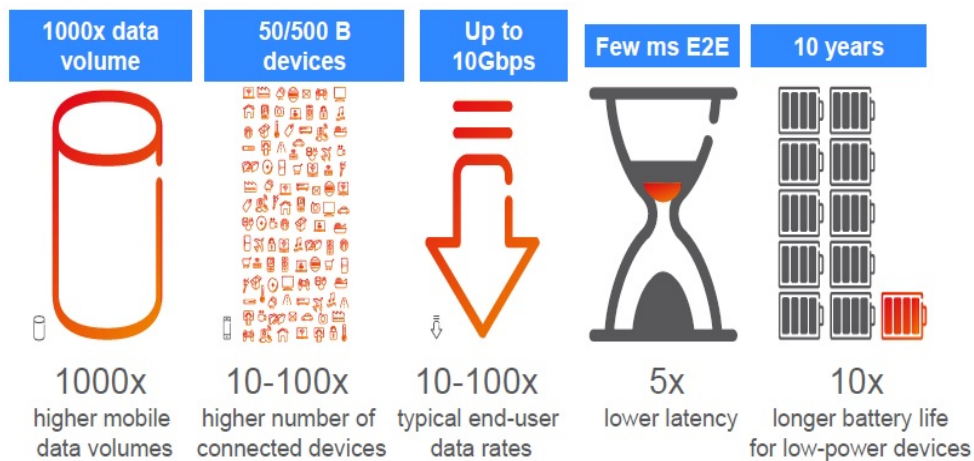 1000x data
volume
50/500 B
devices
Up to
10Gbps
Few ms E2E
10 years
1000x
higher mobile
data volumes
10-100x
higher number of
connected devices
10-100x
typical end-user
data rates
5x
lower latency
10x
longer battery life
for low-power devices